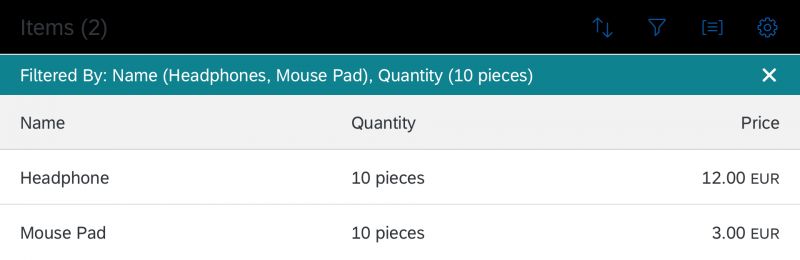 Items (2)
Filtered By: Name (Headphones, Mouse Pad), Quantity (10 pieces)
Name Quantity Price
Headphone 10 pieces 12.00 EUR
Mouse Pad 10 pieces 3.00 EUR